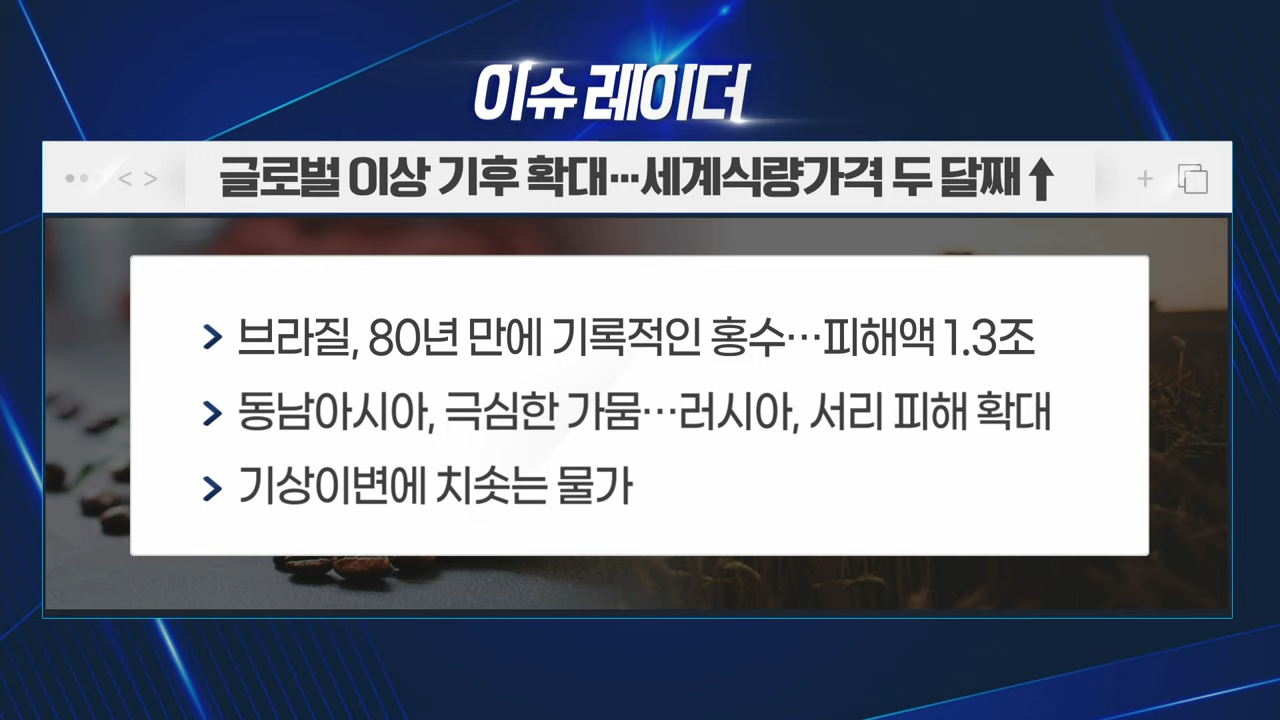 이슈 레이더
글로벌 이상 기후 확대…세계식량가격 두 달째↑
브라질, 80년 만에 기록적인 홍수…피해액 1.3조
동남아시아, 극심한 가뭄…러시아, 서리 피해 확대
기상이변에 치솟는 물가